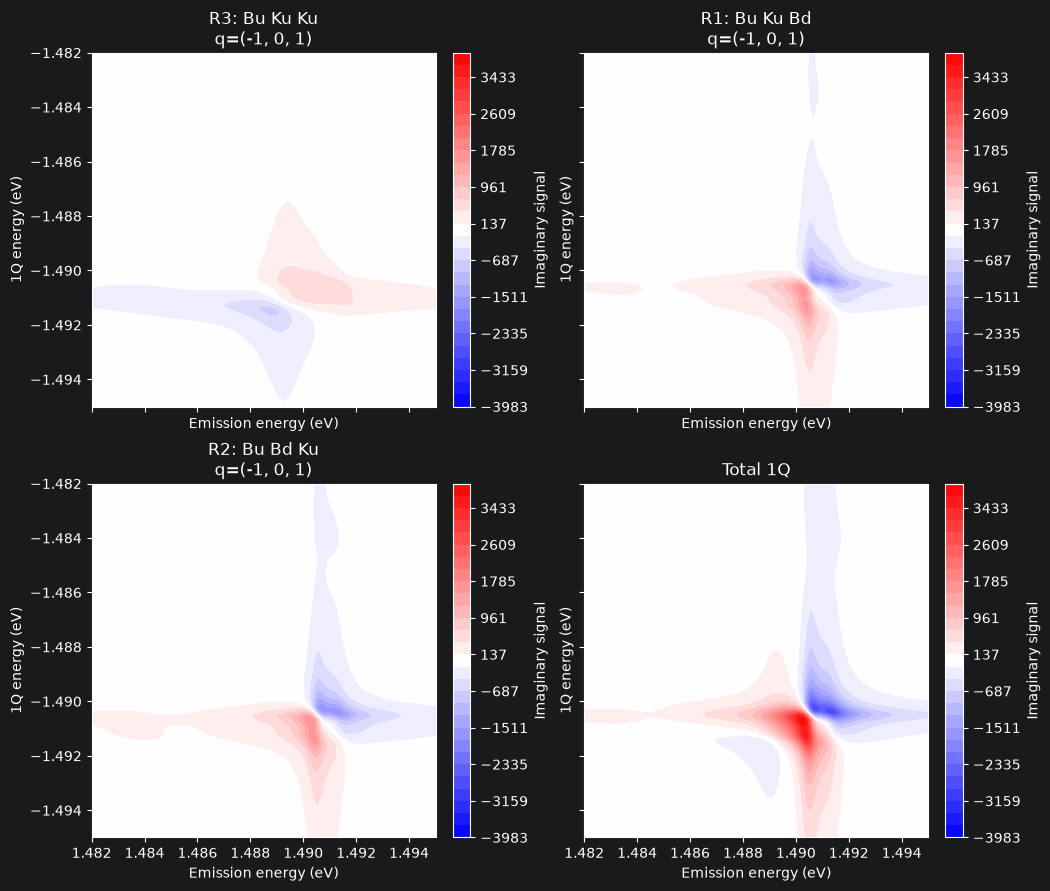 R3: Bu Ku Ku
q=(-1, 0, 1)
−1.482
−1.484
−1.486
−1.488
−1.490
−1.492
−1.494
1Q energy (eV)
Emission energy (eV)
3433
2609
1785
961
137
−687
−1511
−2335
−3159
−3983
Imaginary signal
R1: Bu Ku Bd
q=(-1, 0, 1)
1Q energy (eV)
Emission energy (eV)
3433
2609
1785
961
137
−687
−1511
−2335
−3159
−3983
Imaginary signal
R2: Bu Bd Ku
q=(-1, 0, 1)
−1.482
−1.484
−1.486
−1.488
−1.490
−1.492
−1.494
1Q energy (eV)
1.482 1.484 1.486 1.488 1.490 1.492 1.494
Emission energy (eV)
3433
2609
1785
961
137
−687
−1511
−2335
−3159
−3983
Imaginary signal
Total 1Q
1Q energy (eV)
1.482 1.484 1.486 1.488 1.490 1.492 1.494
Emission energy (eV)
3433
2609
1785
961
137
−687
−1511
−2335
−3159
−3983
Imaginary signal